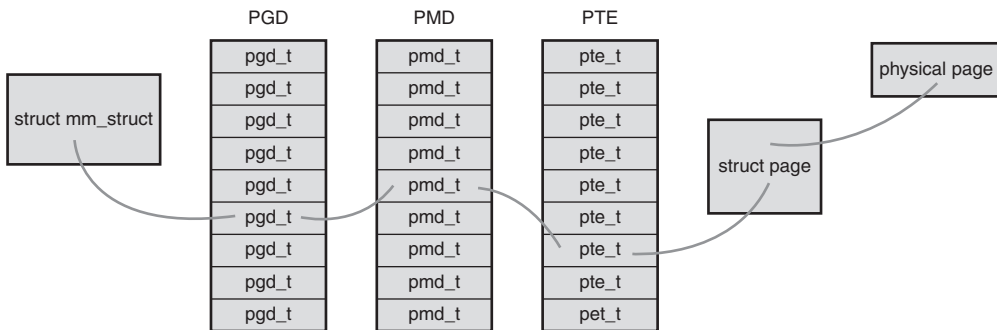 PGD PMD PTE
pgd_t pmd_t pte_t
struct mm_struct
pgd_t pmd_t pte_t
physical page
pgd_t pmd_t pte_t
pgd_t pmd_t pte_t
struct page
pgd_t pmd_t pte_t
pgd_t pmd_t pte_t
pgd_t pmd_t pte_t
pgd_t pmd_t pte_t
pgd_t pmd_t pet_t